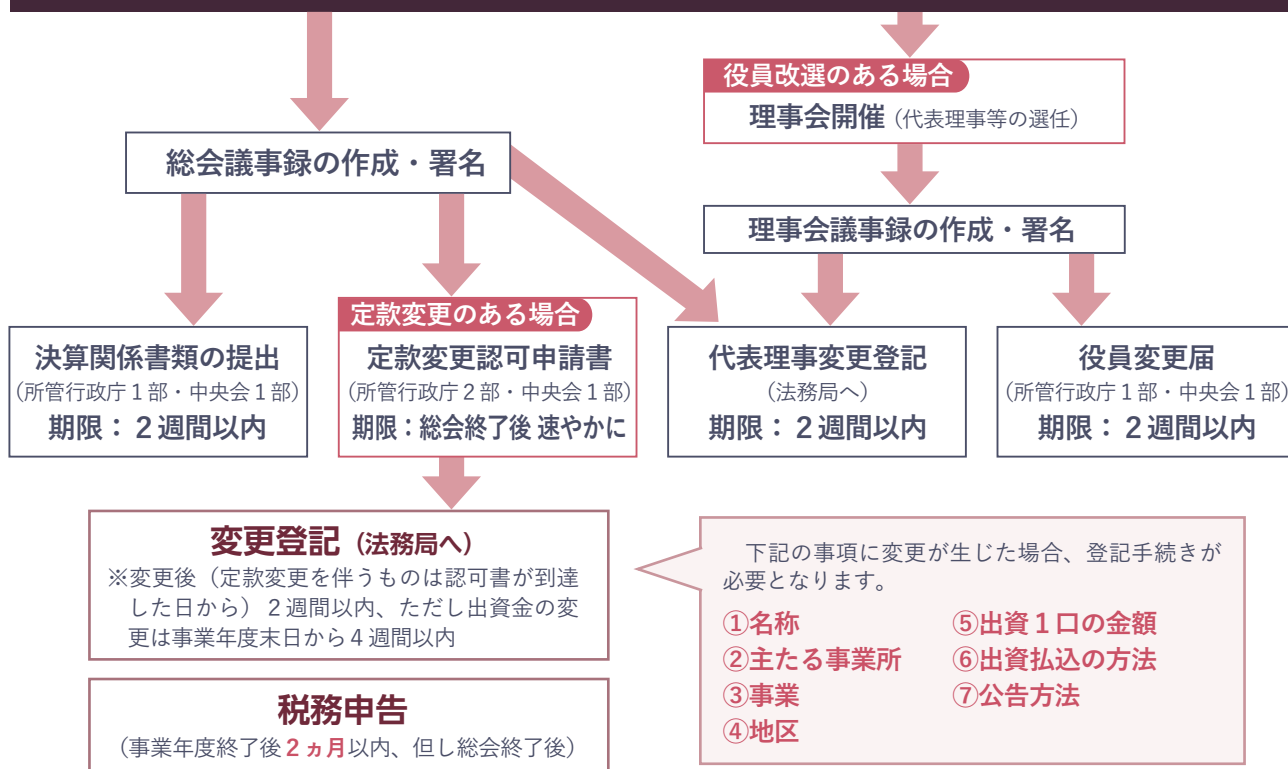 役員改選のある場合
理事会開催（代表理事等の選任）
総会議事録の作成・署名
理事会議事録の作成・署名
決算関係書類の提出
（所管行政庁１部・中央会１部）
期限：２週間以内
定款変更のある場合
定款変更認可申請書
（所管行政庁２部・中央会１部）
期限：総会終了後 速やかに
代表理事変更登記
（法務局へ）
期限：２週間以内
役員変更届
（所管行政庁１部・中央会１部）
期限：２週間以内
変更登記（法務局へ）
※変更後（定款変更を伴うものは認可書が到達
した日から）２週間以内、ただし出資金の変
更は事業年度末日から４週間以内
税務申告
（事業年度終了後２ヵ月以内、但し総会終了後）
下記の事項に変更が生じた場合、登記手続きが
必要となります。
①名称
②主たる事業所
③事業
④地区
⑤出資１口の金額
⑥出資払込の方法
⑦公告方法